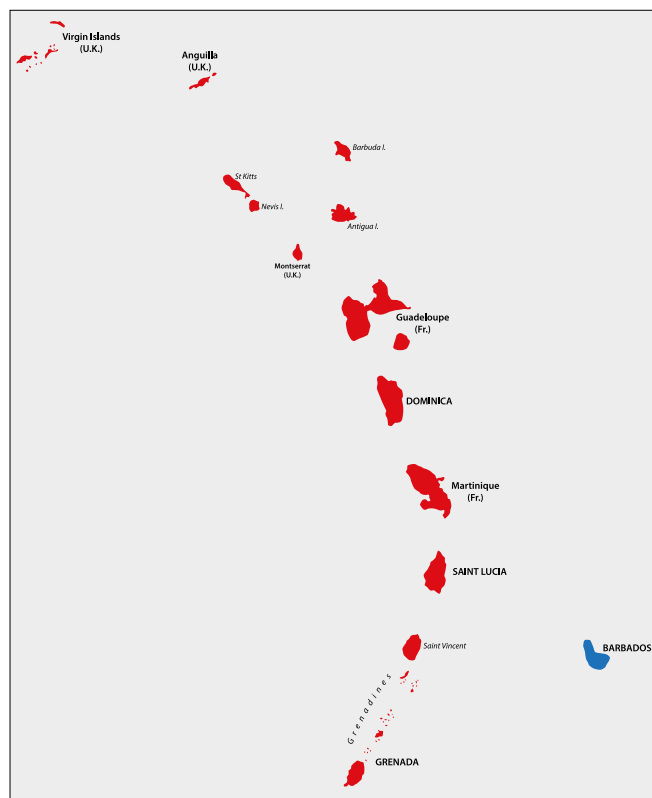 Virgin Islands
(U.K.)
Anguilla
(U.K.)
Barbuda I.
St Kitts
Nevis I.
Antigua I.
Montserrat
(U.K.)
Guadeloupe
(Fr.)
DOMINICA
Martinique
(Fr.)
SAINT LUCIA
Saint Vincent
BARBADOS
Grenadines
GRENADA